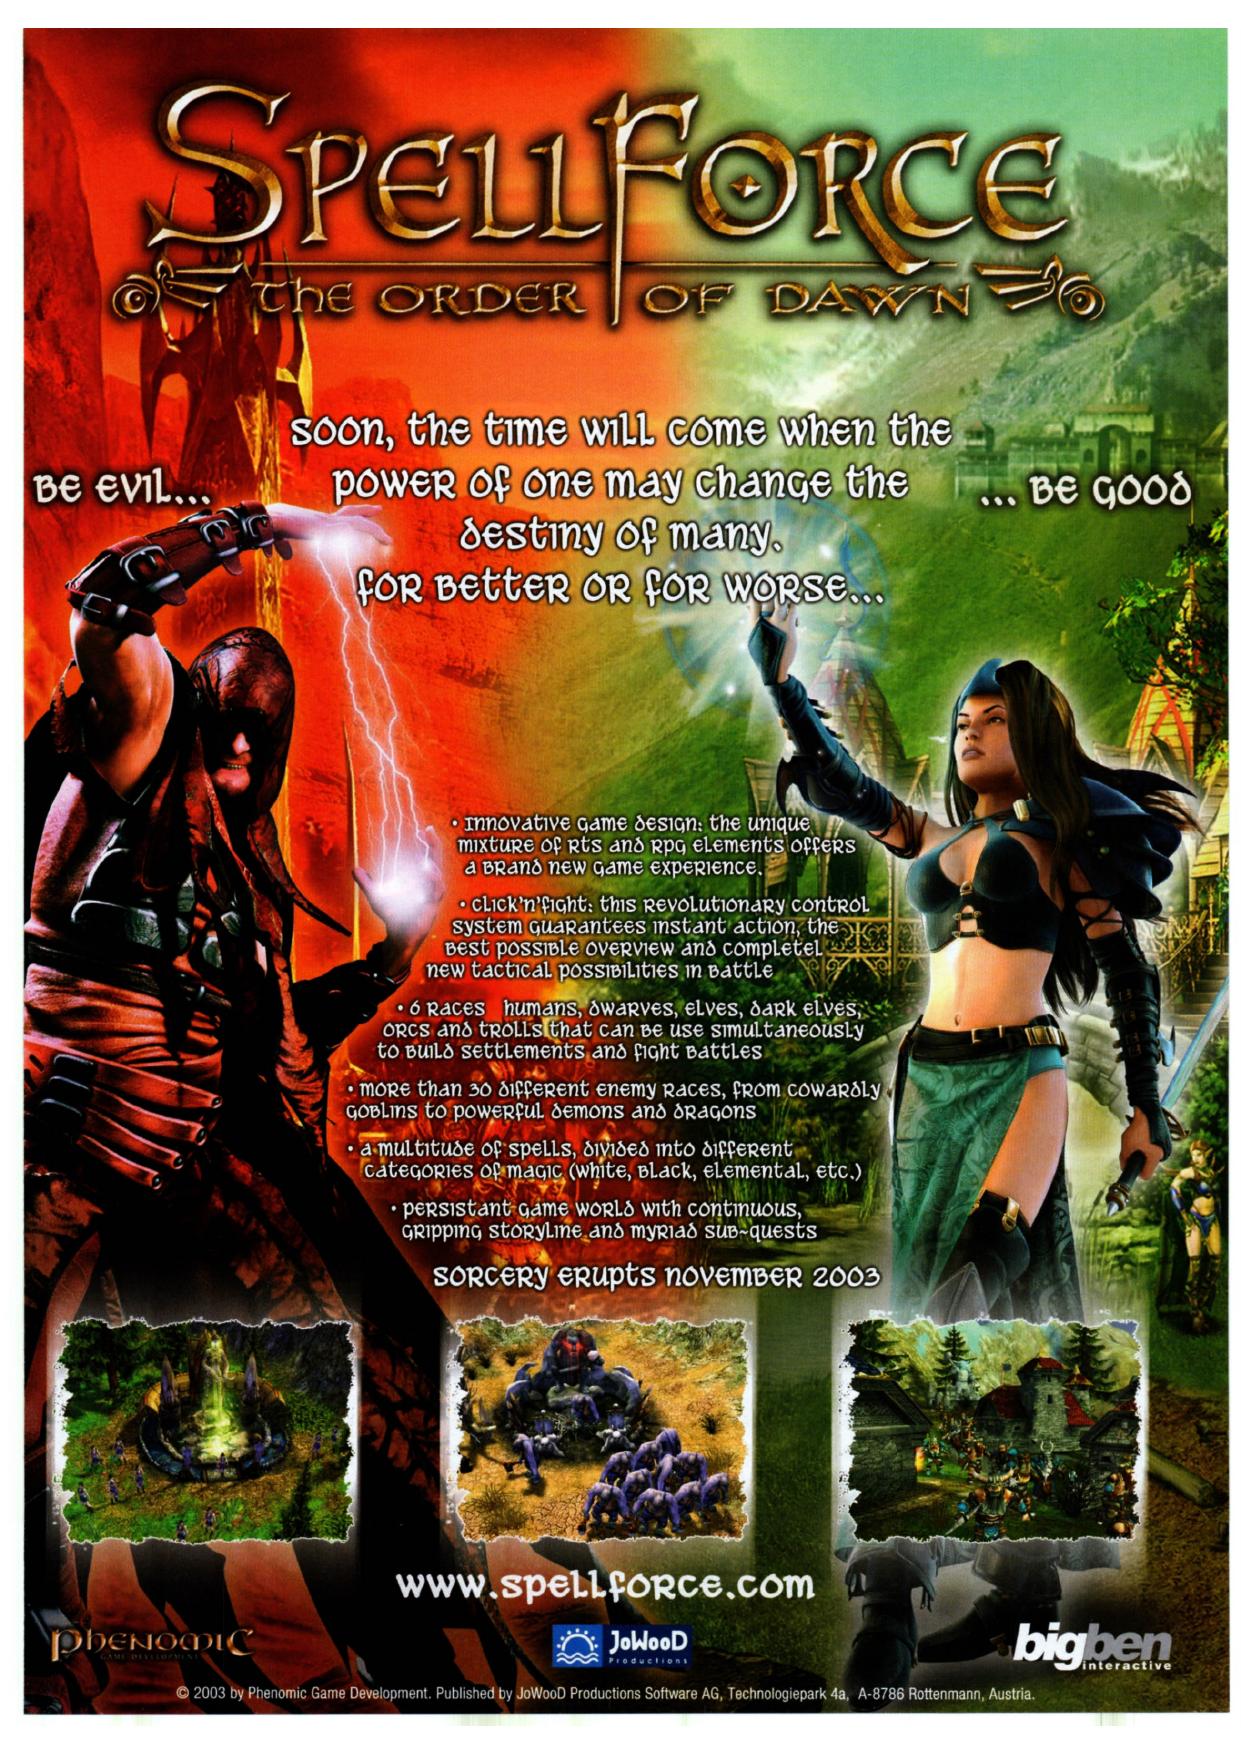 SPELLFORCE
THE ORDER OF DAWN
SOON, THE TIME WILL COME WHEN THE
POWER OF ONE MAY CHANGE THE
DESTINY OF MANY.
FOR BETTER OR FOR WORSE...
BE EVIL...
... BE GOOD
• INNOVATIVE GAME DESIGN: THE UNIQUE
MIXTURE OF RTS AND RPG ELEMENTS OFFERS
A BRAND NEW GAME EXPERIENCE.
• CLICK'N'FIGHT: THIS REVOLUTIONARY CONTROL
SYSTEM GUARANTEES INSTANT ACTION, THE
BEST POSSIBLE OVERVIEW AND COMPLETEL
NEW TACTICAL POSSIBILITIES IN BATTLE
• 6 RACES HUMANS, DWARVES, ELVES, DARK ELVES,
ORCS AND TROLLS THAT CAN BE USE SIMULTANEOUSLY
TO BUILD SETTLEMENTS AND FIGHT BATTLES
• MORE THAN 30 DIFFERENT ENEMY RACES, FROM COWARDLY
GOBLINS TO POWERFUL DEMONS AND DRAGONS
• A MULTITUDE OF SPELLS, DIVIDED INTO DIFFERENT
CATEGORIES OF MAGIC (WHITE, BLACK, ELEMENTAL, ETC.)
• PERSISTANT GAME WORLD WITH CONTINUOUS,
GRIPPING STORYLINE AND MYRIAD SUB-QUESTS
SORCERY ERUPTS NOVEMBER 2003
www.spellforce.com
PHENOMIC
GAME DEVELOPMENT
JoWooD
Productions
bigben
interactive
© 2003 by Phenomic Game Development. Published by JoWooD Productions Software AG, Technologiepark 4a, A-8786 Rottenmann, Austria.